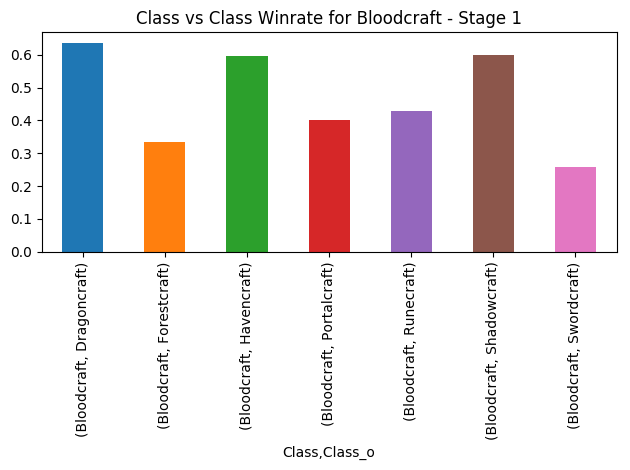 Class vs Class Winrate for Bloodcraft - Stage 1
0.6
0.5
0.4
0.3
0.2
0.1
0.0
(Bloodcraft, Dragoncraft)
(Bloodcraft, Forestcraft)
(Bloodcraft, Havencraft)
(Bloodcraft, Portalcraft)
(Bloodcraft, Runecraft)
(Bloodcraft, Shadowcraft)
(Bloodcraft, Swordcraft)
Class,Class_o